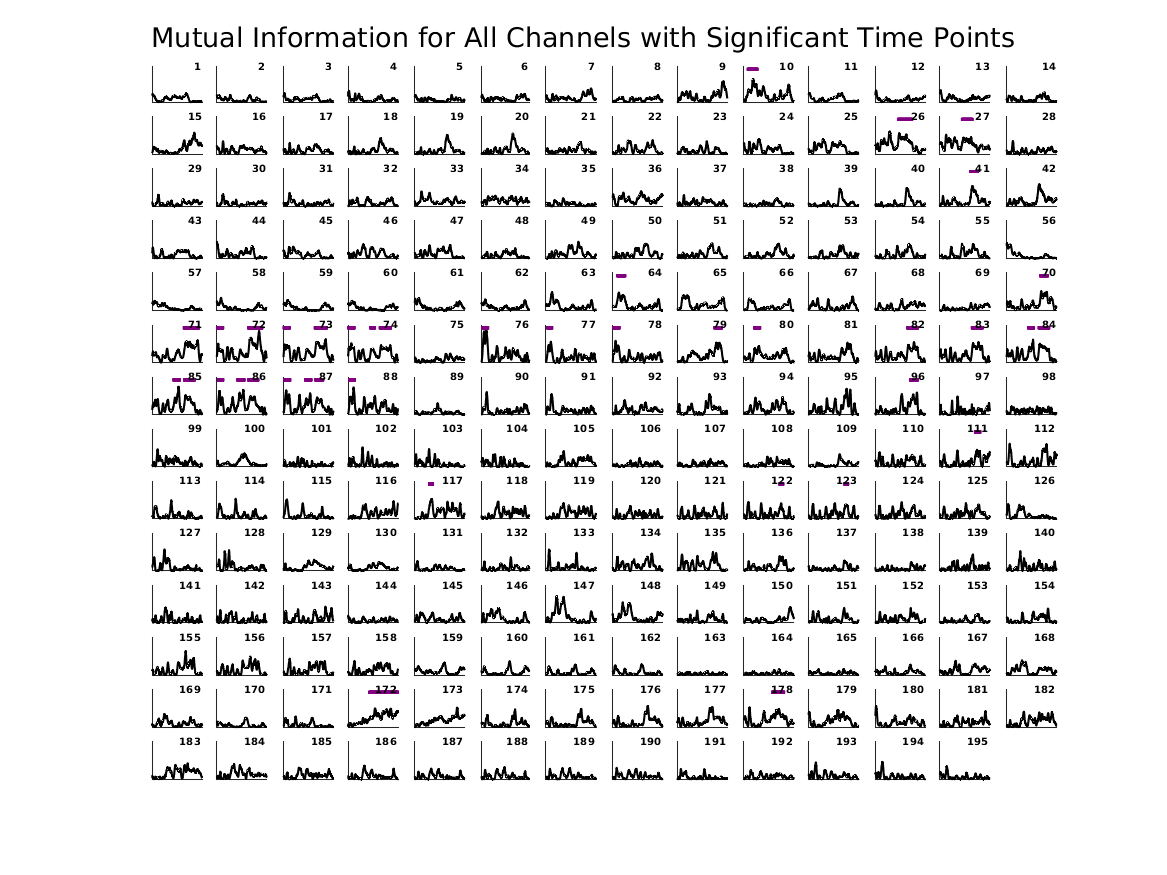 Mutual Information for All Channels with Significant Time Points
1 2 3 4 5 6 7 8 9 10 11 12 13 14
15 16 17 18 19 20 21 22 23 24 25 26 27 28
29 30 31 32 33 34 35 36 37 38 39 40 41 42
43 44 45 46 47 48 49 50 51 52 53 54 55 56
57 58 59 60 61 62 63 64 65 66 67 68 69 70
71 72 73 74 75 76 77 78 79 80 81 82 83 84
85 86 87 88 89 90 91 92 93 94 95 96 97 98
99 100 101 102 103 104 105 106 107 108 109 110 111 112
113 114 115 116 117 118 119 120 121 122 123 124 125 126
127 128 129 130 131 132 133 134 135 136 137 138 139 140
141 142 143 144 145 146 147 148 149 150 151 152 153 154
155 156 157 158 159 160 161 162 163 164 165 166 167 168
169 170 171 172 173 174 175 176 177 178 179 180 181 182
183 184 185 186 187 188 189 190 191 192 193 194 195